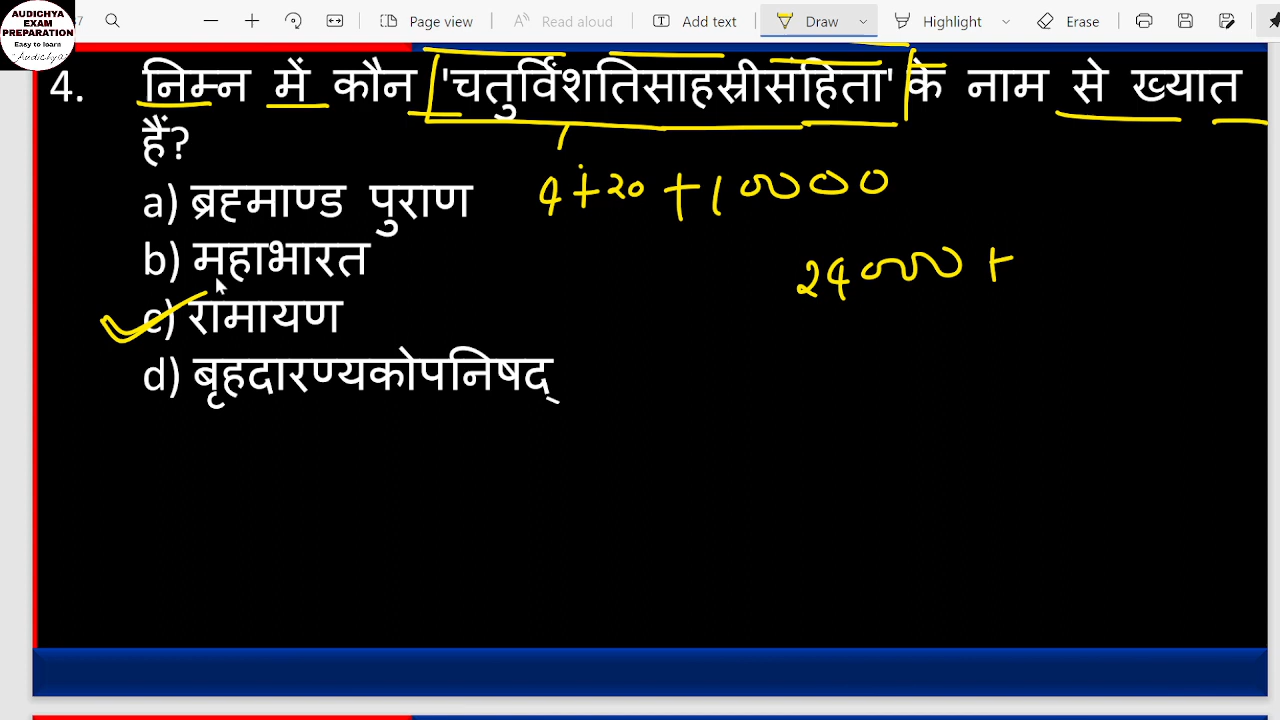 AUDICHYA
EXAM
PREPARATION
Easy to learn
Page view
Read aloud
Add text
Draw
Highlight
Erase
4. निम्न में कौन 'चतुर्विंशतिसाहस्रीसंहिता' के नाम से ख्यात
हैं?
a) ब्रह्माण्ड पुराण
4+20+10000
b) महाभारत
24000+
c) रामायण
d) बृहदारण्यकोपनिषद्